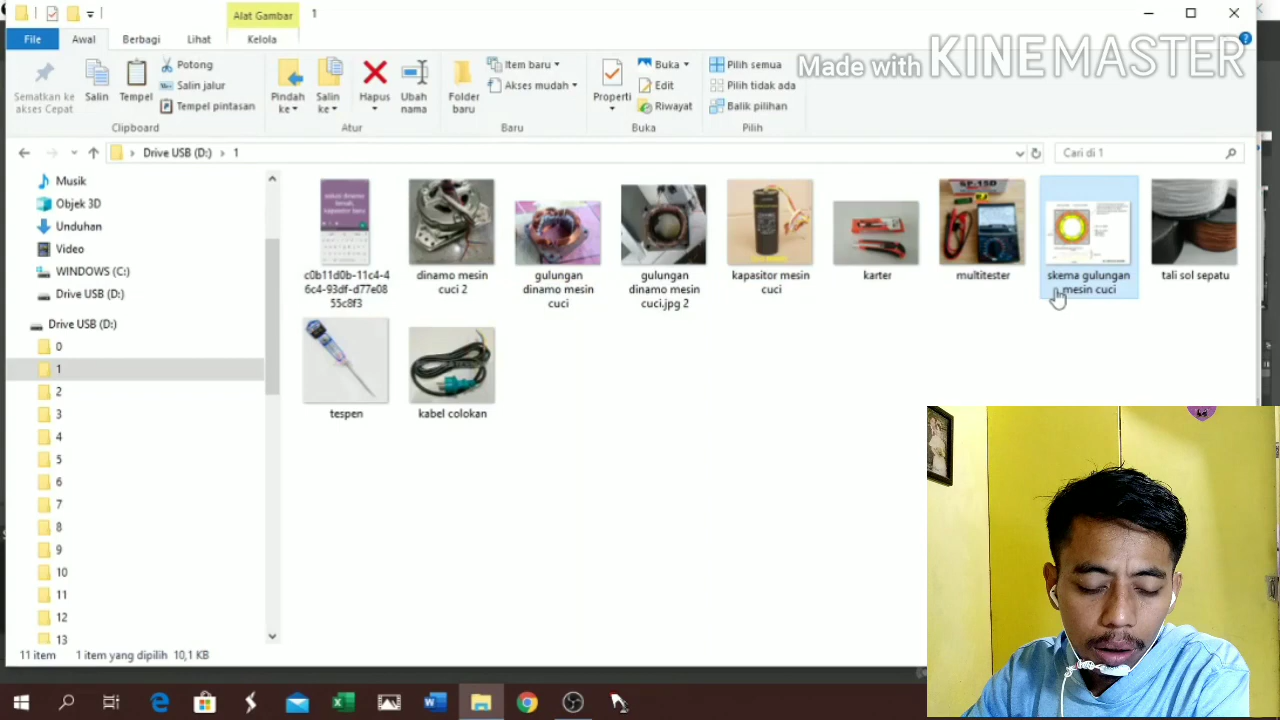 Alat Gambar
1
File
Awal
Berbagi
Lihat
Kelola
Made with KINEMASTER
Sematkan ke
akses Cepat
Salin
Tempel
Potong
Salin jalur
Tempel pintasan
Pindah
ke
Salin
ke
Hapus
Ubah
nama
Folder
baru
Item baru
Akses mudah
Properti
Buka
Edit
Riwayat
Pilih semua
Pilih tidak ada
Balik pilihan
Clipboard
Atur
Baru
Buka
Pilih
Drive USB (D:) › 1
Cari di 1
Musik
Objek 3D
Unduhan
Video
WINDOWS (C:)
Drive USB (D:)
Drive USB (D:)
0
1
2
3
4
5
6
7
8
9
10
11
12
13
c0b11d0b-11c4-4
6c4-93df-d77e08
55c8f3
dinamo mesin
cuci 2
gulungan
dinamo mesin
cuci
gulungan
dinamo mesin
cuci.jpg 2
kapasitor mesin
cuci
karter
multitester
skema gulungan
mesin cuci
tali sol sepatu
tespen
kabel colokan
11 item
1 item yang dipilih 10,1 KB